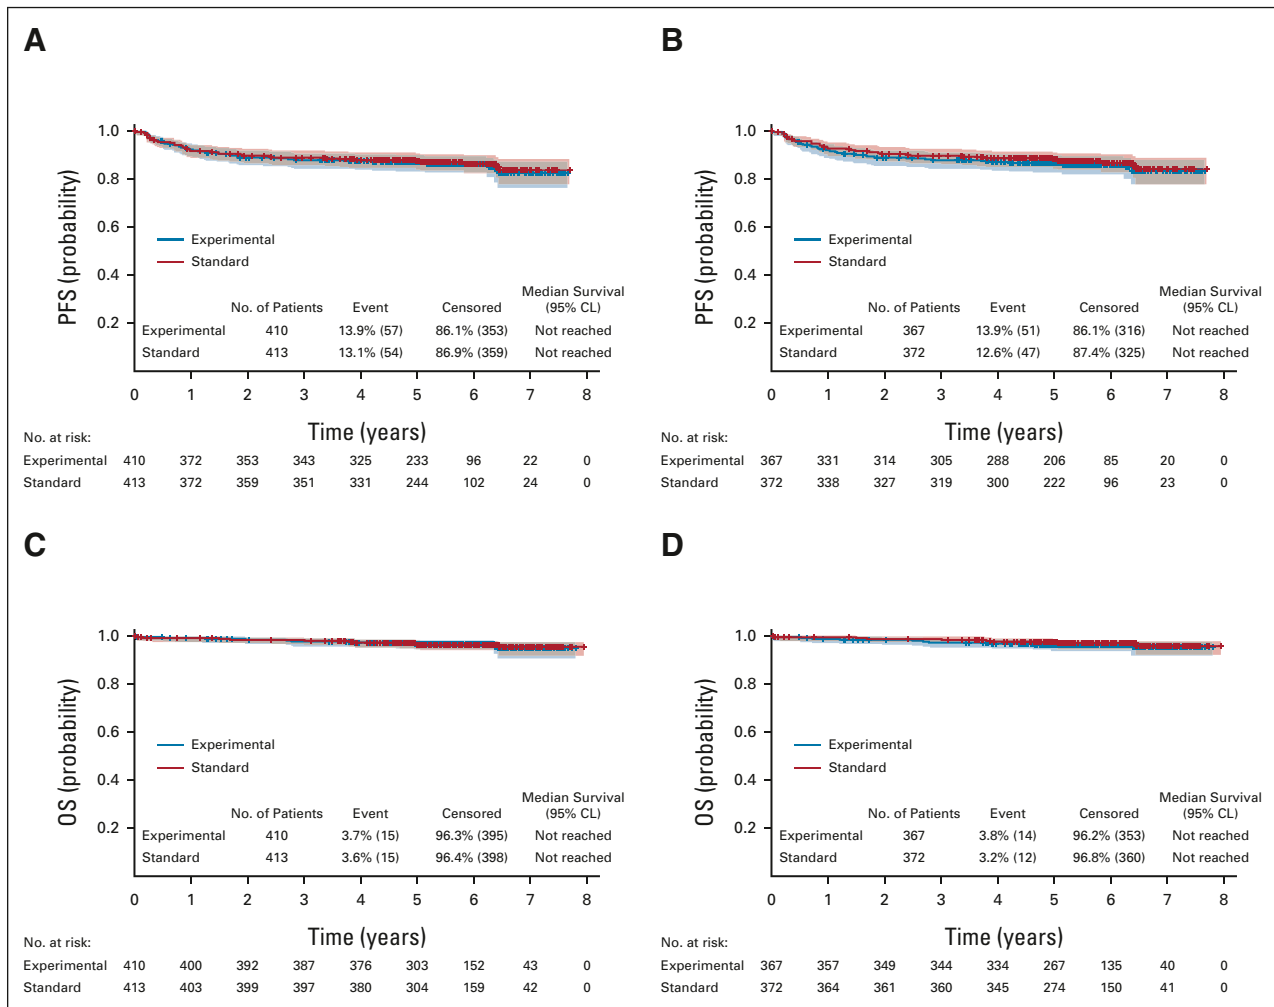 A
PFS (probability)
1.0
0.8
0.6
0.4
0.2
Experimental
Standard
No. of Patients Event Censored Median Survival (95% CL)
Experimental 410 13.9% (57) 86.1% (353) Not reached
Standard 413 13.1% (54) 86.9% (359) Not reached
0 1 2 3 4 5 6 7 8
Time (years)
No. at risk:
Experimental 410 372 353 343 325 233 96 22 0
Standard 413 372 359 351 331 244 102 24 0
B
PFS (probability)
1.0
0.8
0.6
0.4
0.2
Experimental
Standard
No. of Patients Event Censored Median Survival (95% CL)
Experimental 367 13.9% (51) 86.1% (316) Not reached
Standard 372 12.6% (47) 87.4% (325) Not reached
0 1 2 3 4 5 6 7 8
Time (years)
No. at risk:
Experimental 367 331 314 305 288 206 85 20 0
Standard 372 338 327 319 300 222 96 23 0
C
OS (probability)
1.0
0.8
0.6
0.4
0.2
Experimental
Standard
No. of Patients Event Censored Median Survival (95% CL)
Experimental 410 3.7% (15) 96.3% (395) Not reached
Standard 413 3.6% (15) 96.4% (398) Not reached
0 1 2 3 4 5 6 7 8
Time (years)
No. at risk:
Experimental 410 400 392 387 376 303 152 43 0
Standard 413 403 399 397 380 304 159 42 0
D
OS (probability)
1.0
0.8
0.6
0.4
0.2
Experimental
Standard
No. of Patients Event Censored Median Survival (95% CL)
Experimental 367 3.8% (14) 96.2% (353) Not reached
Standard 372 3.2% (12) 96.8% (360) Not reached
0 1 2 3 4 5 6 7 8
Time (years)
No. at risk:
Experimental 367 357 349 344 334 267 135 40 0
Standard 372 364 361 360 345 274 150 41 0